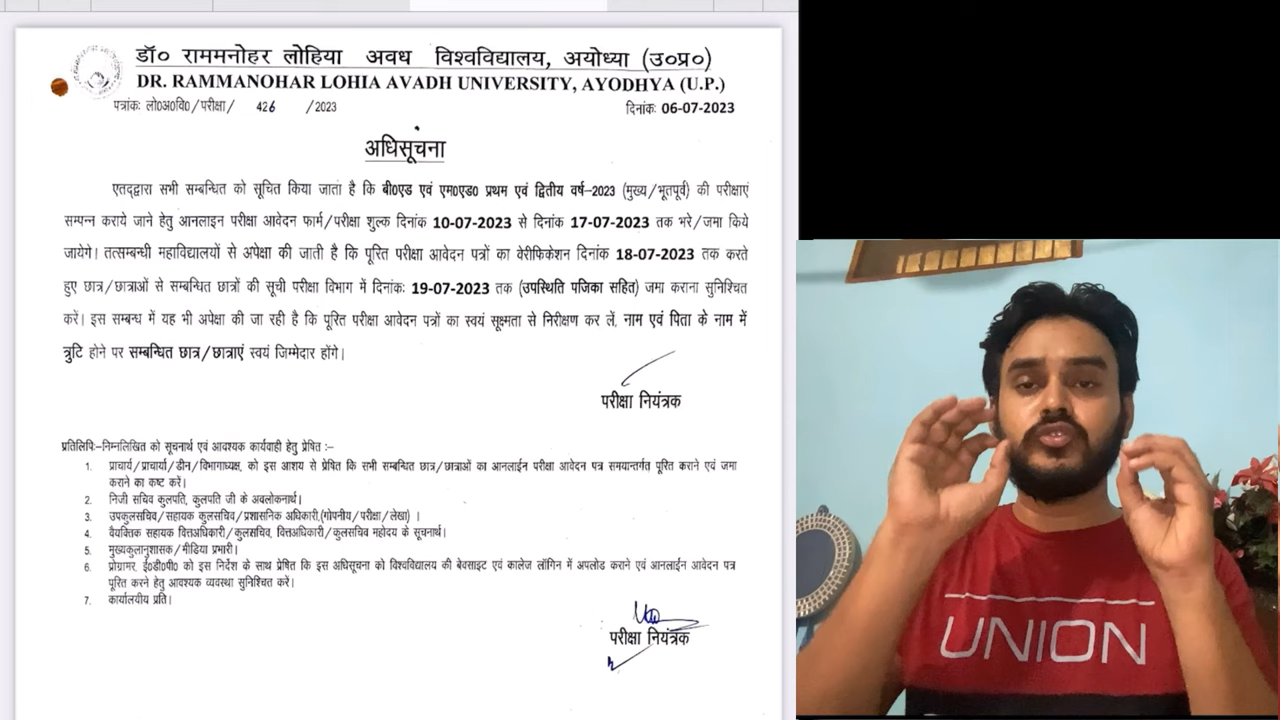 डॉ० राममनोहर लोहिया अवध विश्वविद्यालय, अयोध्या (उ०प्र०)
DR. RAMMANOHAR LOHIA AVADH UNIVERSITY, AYODHYA (U.P.)
पत्रांकः लो0अ0वि0/परीक्षा/ 426 /2023 दिनांकः 06-07-2023
अधिसूचना
एतद्द्वारा सभी सम्बन्धित को सूचित किया जाता है कि बी०एड एवं एम०एड० प्रथम एवं द्वितीय वर्ष–2023 (मुख्य/भूतपूर्व) की परीक्षाएं
सम्पन्न कराये जाने हेतु आनलाइन परीक्षा आवेदन फार्म/परीक्षा शुल्क दिनांक 10-07-2023 से दिनांक 17-07-2023 तक भरे/जमा किये
जायेगे। तत्सम्बन्धी महाविद्यालयों से अपेक्षा की जाती है कि पूरित परीक्षा आवेदन पत्रों का वेरीफिकेशन दिनांक 18-07-2023 तक करते
हुए छात्र/छात्राओं से सम्बन्धित छात्रों की सूची परीक्षा विभाग में दिनांकः 19-07-2023 तक (उपस्थिति पजिका सहित) जमा कराना सुनिश्चित
करें। इस सम्बन्ध में यह भी अपेक्षा की जा रही है कि पूरित परीक्षा आवेदन पत्रों का स्वयं सूक्ष्मता से निरीक्षण कर लें, नाम एवं पिता के नाम में
त्रुटि होने पर सम्बन्धित छात्र/छात्राएं स्वयं जिम्मेदार होंगे।
परीक्षा नियंत्रक
प्रतिलिपिः–निम्नलिखित को सूचनार्थ एवं आवश्यक कार्यवाही हेतु प्रेषित :–
1. प्राचार्य/प्राचार्या/डीन/विभागाध्यक्ष, को इस आशय से प्रेषित कि सभी सम्बन्धित छात्र/छात्राओं का आनलाईन परीक्षा आवेदन पत्र समयान्तर्गत पूरित कराने एवं जमा
कराने का कष्ट करें।
2. निजी सचिव कुलपति, कुलपति जी के अवलोकनार्थ।
3. उपकुलसचिव/सहायक कुलसचिव/प्रशासनिक अधिकारी,(गोपनीय/परीक्षा/लेखा) ।
4. वैयक्तिक सहायक वित्तअधिकारी/कुलसचिव, वित्तअधिकारी/कुलसचिव महोदय के सूचनार्थ।
5. मुख्यकुलानुशासक/मीडिया प्रभारी।
6. प्रोग्रामर, ई०डी०पी० को इस निर्देश के साथ प्रेषित कि इस अधिसूचना को विश्वविद्यालय की बेवसाइट एवं कालेज लॉगिन में अपलोड कराने एवं आनलाईन आवेदन पत्र
पूरित करने हेतु आवश्यक व्यवस्था सुनिश्चित करें।
7. कार्यालयीय प्रति।
परीक्षा नियंत्रक
UNION